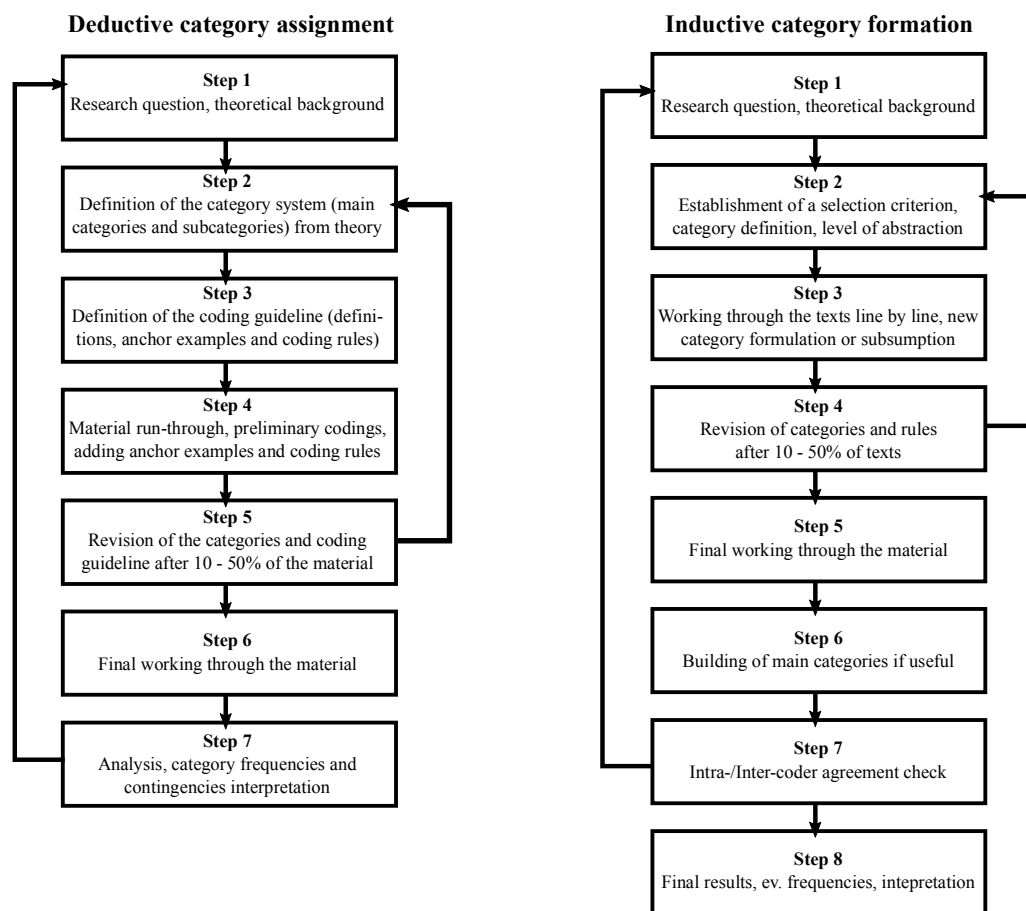 Deductive category assignment
Step 1
Research question, theoretical background
Step 2
Definition of the category system (main
categories and subcategories) from theory
Step 3
Definition of the coding guideline (defini-
tions, anchor examples and coding rules)
Step 4
Material run-through, preliminary codings,
adding anchor examples and coding rules
Step 5
Revision of the categories and coding
guideline after 10 - 50% of the material
Step 6
Final working through the material
Step 7
Analysis, category frequencies and
contingencies interpretation
Inductive category formation
Step 1
Research question, theoretical background
Step 2
Establishment of a selection criterion,
category definition, level of abstraction
Step 3
Working through the texts line by line, new
category formulation or subsumption
Step 4
Revision of categories and rules
after 10 - 50% of texts
Step 5
Final working through the material
Step 6
Building of main categories if useful
Step 7
Intra-/Inter-coder agreement check
Step 8
Final results, ev. frequencies, intepretation